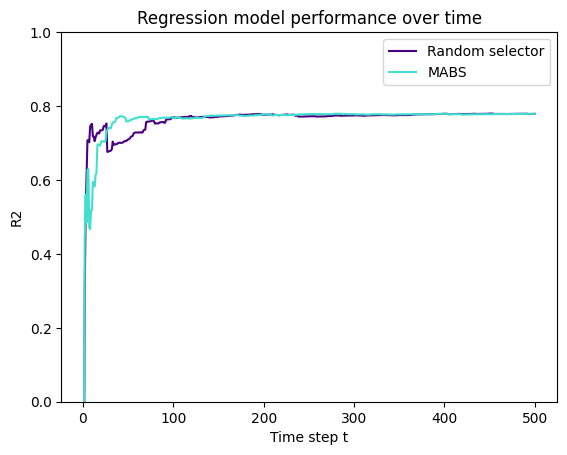 Regression model performance over time
Random selector
MABS
1.0
0.8
0.6
0.4
0.2
0.0
R2
0 100 200 300 400 500
Time step t